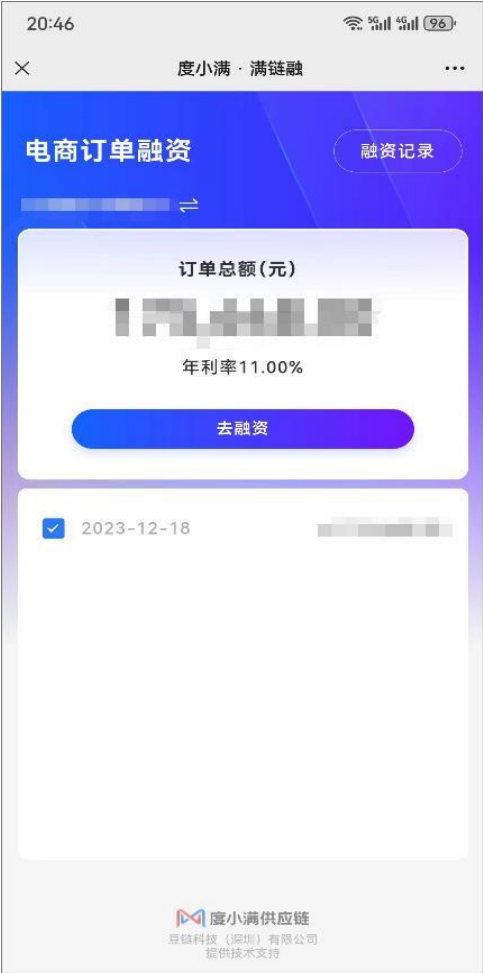 20:46
5G 4G 96
度小满 · 满链融
电商订单融资
融资记录
订单总额(元)
年利率11.00%
去融资
2023-12-18
度小满供应链
豆链科技（深圳）有限公司
提供技术支持